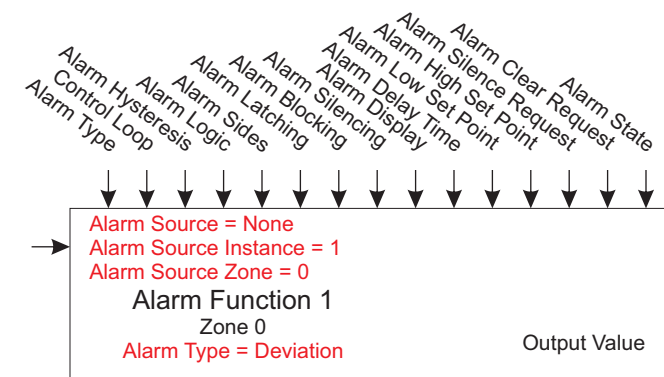 Alarm Type
Control Loop
Alarm Hysteresis
Alarm Logic
Alarm Sides
Alarm Latching
Alarm Blocking
Alarm Silencing
Alarm Display
Alarm Delay Time
Alarm Low Set Point
Alarm High Set Point
Alarm Silence Request
Alarm Clear Request
Alarm State
Alarm Source = None
Alarm Source Instance = 1
Alarm Source Zone = 0
Alarm Function 1
Zone 0
Alarm Type = Deviation
Output Value